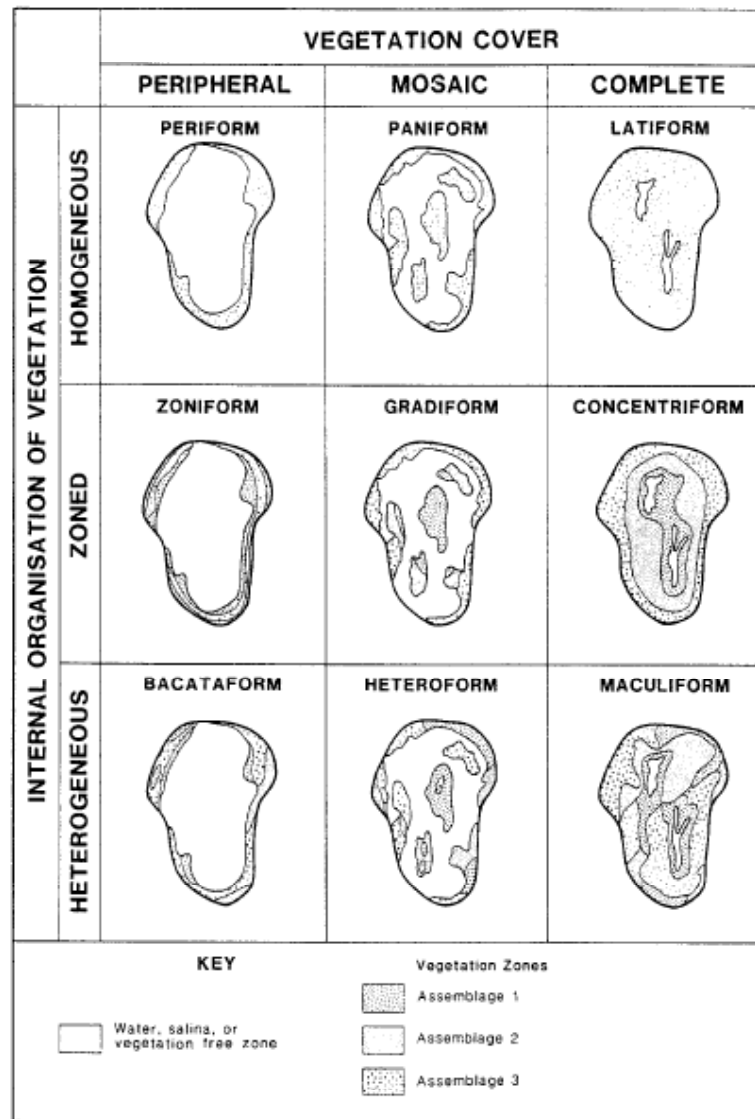 VEGETATION COVER
PERIPHERAL MOSAIC COMPLETE
INTERNAL ORGANISATION OF VEGETATION
HOMOGENEOUS
PERIFORM PANIFORM LATIFORM
ZONED
ZONIFORM GRADIFORM CONCENTRIFORM
HETEROGENEOUS
BACATAFORM HETEROFORM MACULIFORM
KEY
Water, salina, or
vegetation free zone
Vegetation Zones
Assemblage 1
Assemblage 2
Assemblage 3